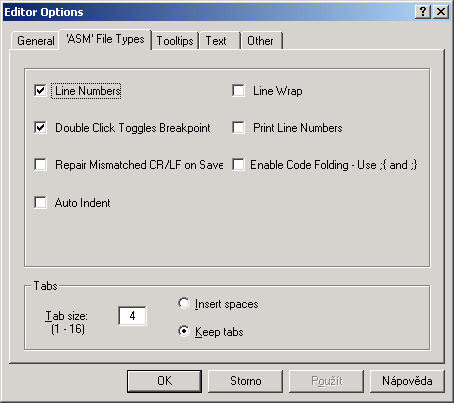 Editor Options
General
'ASM' File Types
Tooltips
Text
Other
Line Numbers
Line Wrap
Double Click Toggles Breakpoint
Print Line Numbers
Repair Mismatched CR/LF on Save
Enable Code Folding - Use ;{ and ;}
Auto Indent
Tabs
Tab size:
4
(1 - 16)
Insert spaces
Keep tabs
OK
Storno
Použít
Nápověda